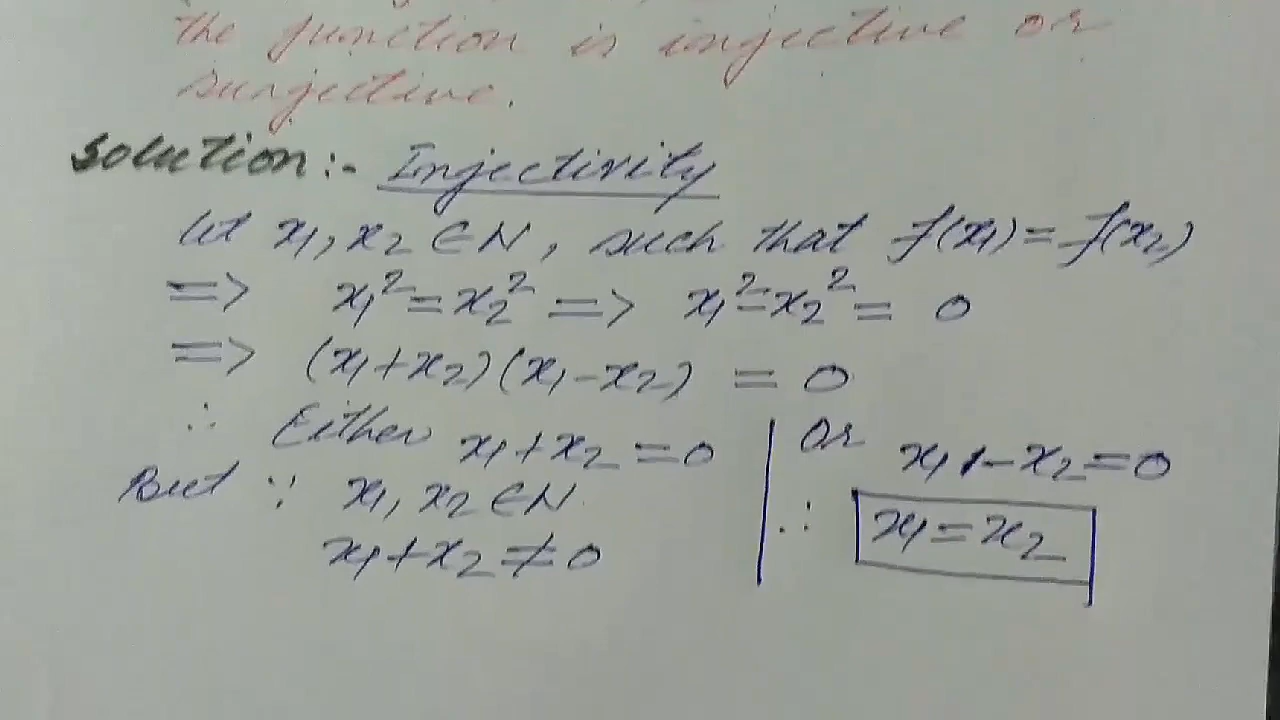 the function is injective or
surjective.
Solution:- Injectivity
let x₁, x₂ ∈ N, such that f(x₁) = f(x₂)
=> x₁² = x₂² => x₁² - x₂² = 0
=> (x₁+x₂)(x₁-x₂) = 0
∴ Either x₁+x₂ = 0 | Or x₁-x₂ = 0
But ∵ x₁, x₂ ∈ N ∴ x₁ = x₂
x₁+x₂ ≠ 0